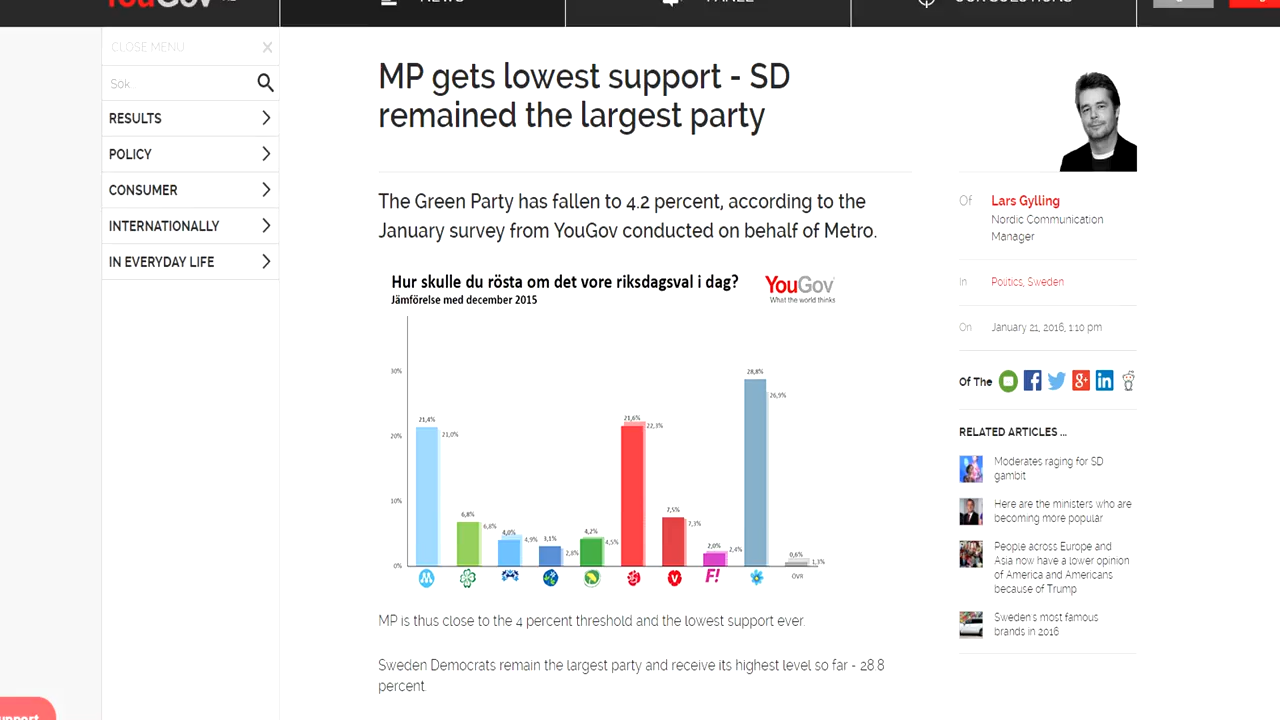 YouGov
NEWS
PANEL
OUR SOLUTIONS
CLOSE MENU
Sök
RESULTS
POLICY
CONSUMER
INTERNATIONALLY
IN EVERYDAY LIFE
MP gets lowest support - SD
remained the largest party
The Green Party has fallen to 4.2 percent, according to the
January survey from YouGov conducted on behalf of Metro.
Hur skulle du rösta om det vore riksdagsval i dag?
Jämförelse med december 2015
YouGov
What the world thinks
30%
20%
10%
0%
21,4% 21,0%
6,8% 6,8%
4,0% 4,9%
3,1% 2,8%
4,2% 4,5%
21,6% 22,3%
7,5% 7,3%
2,0% 2,4%
28,8% 26,9%
0,6% 1,3%
F!
ÖVR
MP is thus close to the 4 percent threshold and the lowest support ever.
Sweden Democrats remain the largest party and receive its highest level so far - 28.8
percent.
Of Lars Gylling
Nordic Communication
Manager
In Politics, Sweden
On January 21, 2016, 1:10 pm
Of The
RELATED ARTICLES ...
Moderates raging for SD
gambit
Here are the ministers who are
becoming more popular
People across Europe and
Asia now have a lower opinion
of America and Americans
because of Trump
Sweden's most famous
brands in 2016
upport